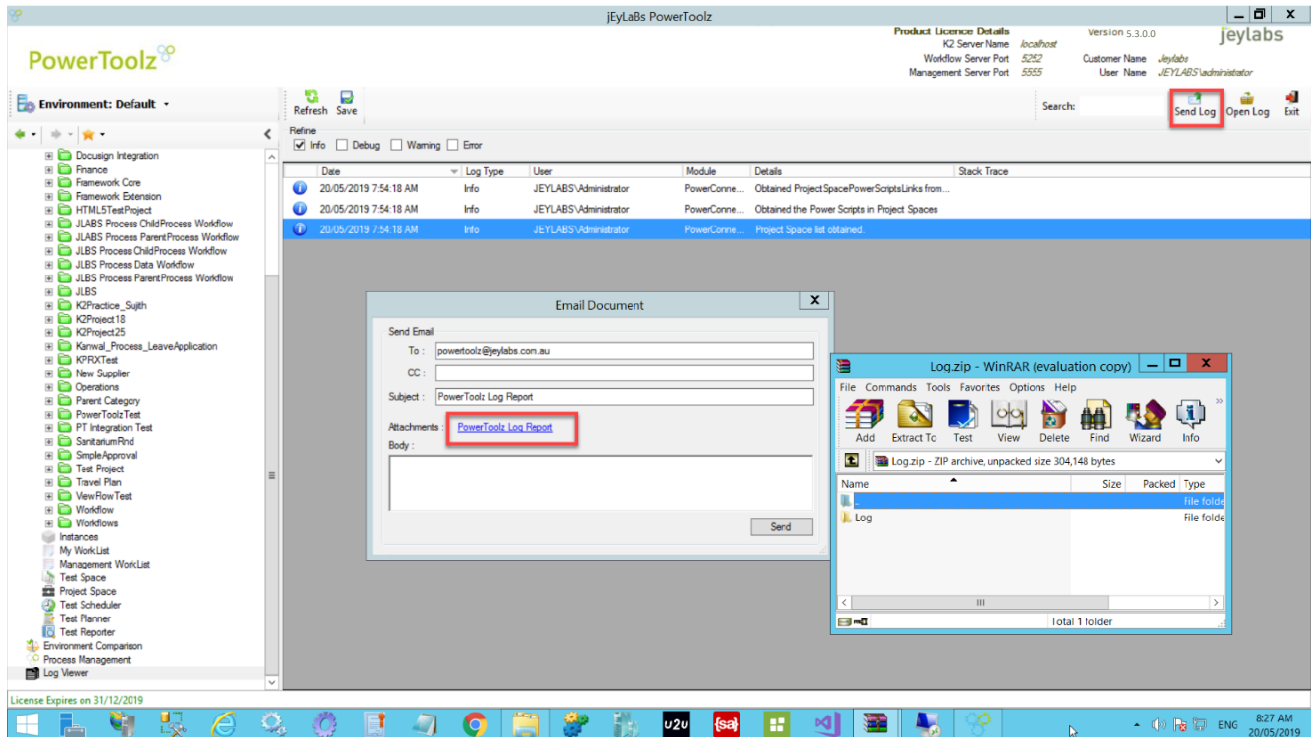 jEyLaBs PowerToolz
PowerToolz
Product Licence Details
K2 Server Name localhost
Workflow Server Port 5252
Management Server Port 5555
Version 5.3.0.0
Customer Name Jeylabs
User Name JEYLABS\administrator
jeylabs
Environment: Default
Refresh Save
Search:
Send Log Open Log Exit
Refine
Info Debug Warning Error
Date Log Type User Module Details Stack Trace
20/05/2019 7:54:18 AM Info JEYLABS\Administrator PowerConne... Obtained ProjectSpacePowerScriptsLinks from...
20/05/2019 7:54:18 AM Info JEYLABS\Administrator PowerConne... Obtained the Power Scripts in Project Spaces
20/05/2019 7:54:18 AM Info JEYLABS\Administrator PowerConne... Project Space list obtained.
Docusign Integration
Finance
Framework Core
Framework Extension
HTML5TestProject
JLABS Process ChildProcess Workflow
JLABS Process ParentProcess Workflow
JLBS Process ChildProcess Workflow
JLBS Process Data Workflow
JLBS Process ParentProcess Workflow
JLBS
K2Practice_Sujith
K2Project18
K2Project25
Kanwal_Process_LeaveApplication
KPRXTest
New Supplier
Operations
Parent Category
PowerToolzTest
PT Integration Test
SanitariumRnd
SimpleApproval
Test Project
Travel Plan
ViewFlowTest
Workflow
Workflows
Instances
My WorkList
Management WorkList
Test Space
Project Space
Test Scheduler
Test Planner
Test Reporter
Environment Comparison
Process Management
Log Viewer
Email Document
Send Email
To : powertoolz@jeylabs.com.au
CC :
Subject : PowerToolz Log Report
Attachments : PowerToolz Log Report
Body :
Send
Log.zip - WinRAR (evaluation copy)
File Commands Tools Favorites Options Help
Add Extract To Test View Delete Find Wizard Info
Log.zip - ZIP archive, unpacked size 304,148 bytes
Name Size Packed Type
.. File folde
Log File folde
Total 1 folder
License Expires on 31/12/2019
u2u {sa}
ENG 8:27 AM
20/05/2019